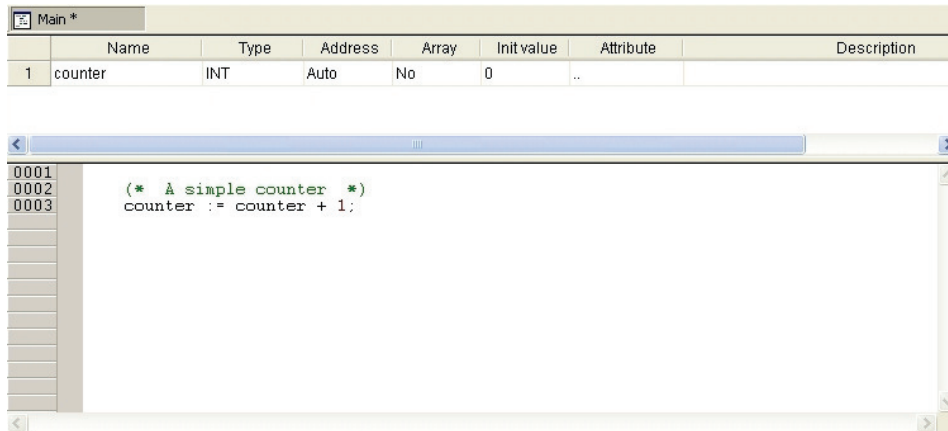 Main *
Name Type Address Array Init value Attribute Description
1 counter INT Auto No 0 ..
0001
0002 (* A simple counter *)
0003 counter := counter + 1;